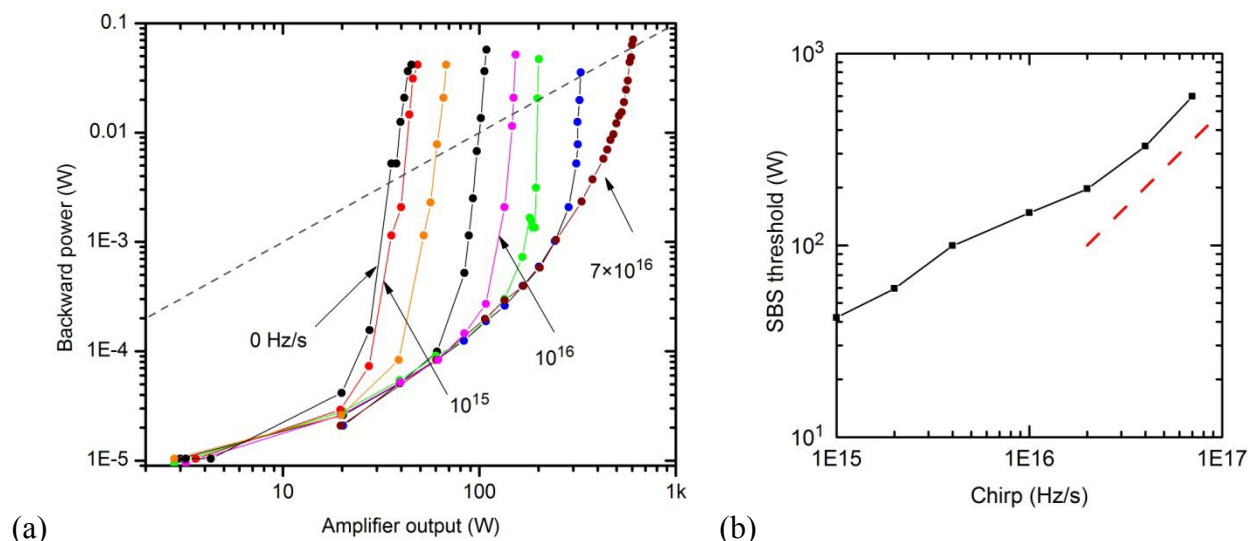 0.1
0.01
1E-3
1E-4
1E-5
Backward power (W)
0 Hz/s
10¹⁵
10¹⁶
7×10¹⁶
10
100
1k
Amplifier output (W)
(a)
10³
10²
10¹
SBS threshold (W)
1E15
1E16
1E17
Chirp (Hz/s)
(b)